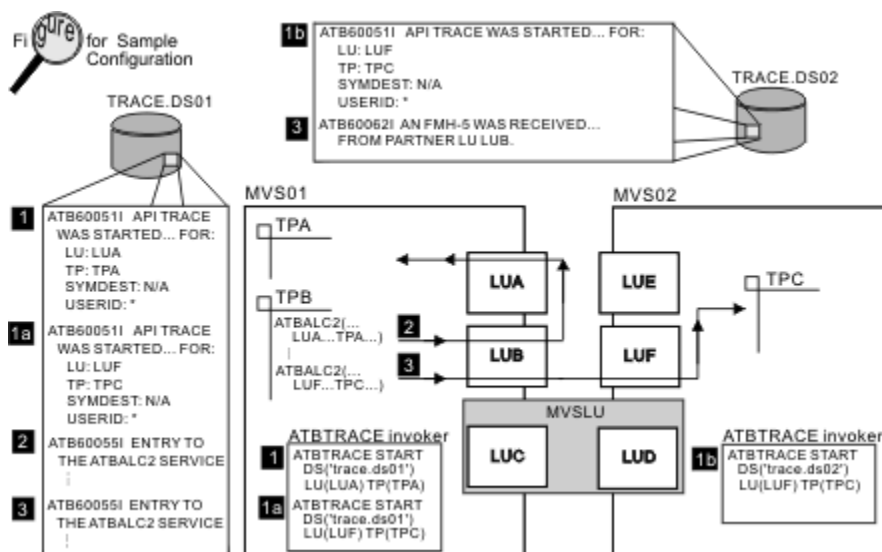 Figure for Sample
Configuration
1b ATB60051I API TRACE WAS STARTED... FOR:
LU: LUF
TP: TPC
SYMDEST: N/A
USERID: *
3 ATB60062I AN FMH-5 WAS RECEIVED...
FROM PARTNER LU LUB.
TRACE.DS02
TRACE.DS01
1 ATB60051I API TRACE
WAS STARTED... FOR:
LU: LUA
TP: TPA
SYMDEST: N/A
USERID: *
1a ATB60051I API TRACE
WAS STARTED... FOR:
LU: LUF
TP: TPC
SYMDEST: N/A
USERID: *
2 ATB60055I ENTRY TO
THE ATBALC2 SERVICE
3 ATB60055I ENTRY TO
THE ATBALC2 SERVICE
MVS01
TPA
TPB
ATBALC2(...
LUA...TPA...)
2
ATBALC2(...
LUF...TPC...)
3
LUA
LUB
MVS02
LUE
LUF
TPC
MVSLU
LUC
LUD
ATBTRACE invoker
1 ATBTRACE START
DS('trace.ds01')
LU(LUA) TP(TPA)
1a ATBTRACE START
DS('trace.ds01')
LU(LUF) TP(TPC)
ATBTRACE invoker
1b ATBTRACE START
DS('trace.ds02')
LU(LUF) TP(TPC)